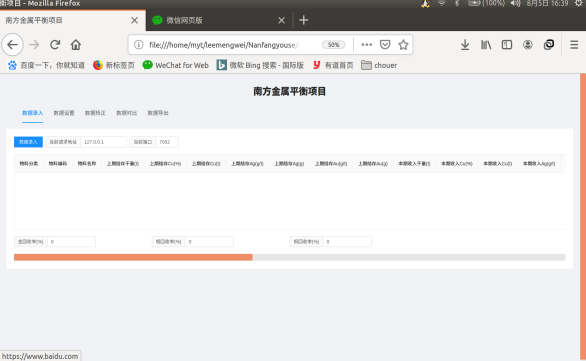 衡项目 - Mozilla Firefox
(100%) 8月5日 16:39
南方金属平衡项目
微信网页版
file:///home/myt/leemengwei/Nanfangyouse/
50%
百度一下，你就知道 新标签页 WeChat for Web 微软 Bing 搜索 - 国际版 有道首页 chouer
南方金属平衡项目
数据录入 数据设置 数据矫正 数据对比 数据导出
数据录入 当前请求地址 127.0.0.1 当前端口 7002
物料分类 物料编码 物料名称 上期结存干量(t) 上期结存Cu(%) 上期结存Cu(t) 上期结存Ag(g/t) 上期结存Ag(g) 上期结存Au(g/t) 上期结存Au(g) 本期收入干量(t) 本期收入Cu(%) 本期收入Cu(t) 本期收入Ag(g/t)
金回收率(%) 0 银回收率(%) 0 铜回收率(%) 0
https://www.baidu.com